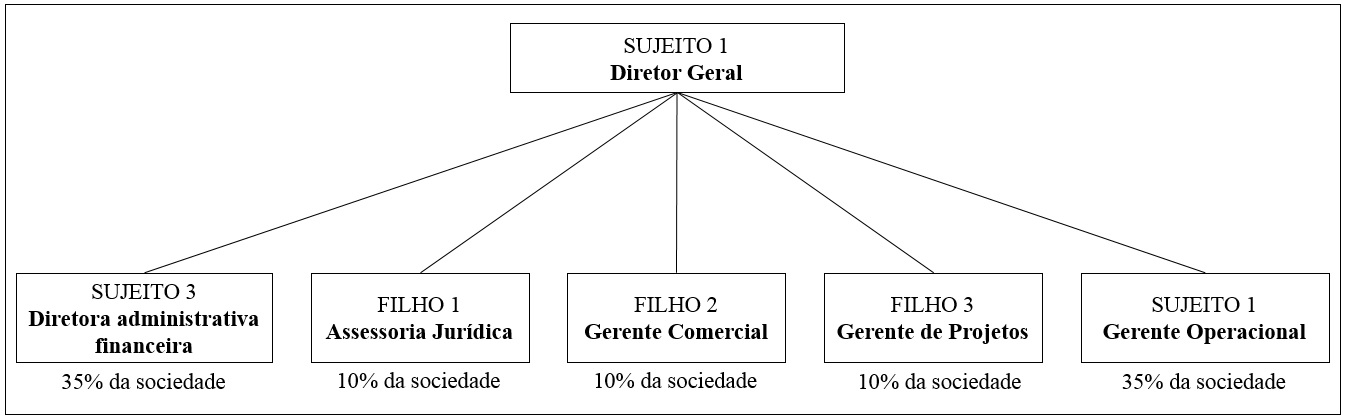 SUJEITO 1
Diretor Geral
SUJEITO 3
Diretora administrativa
financeira
35% da sociedade
FILHO 1
Assessoria Jurídica
10% da sociedade
FILHO 2
Gerente Comercial
10% da sociedade
FILHO 3
Gerente de Projetos
10% da sociedade
SUJEITO 1
Gerente Operacional
35% da sociedade